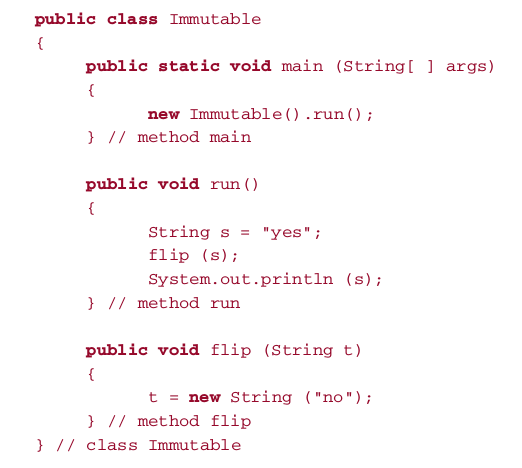 public class Immutable
{
public static void main (String[ ] args)
{
new Immutable().run();
} // method main
public void run()
{
String s = "yes";
flip (s);
System.out.println (s);
} // method run
public void flip (String t)
{
t = new String ("no");
} // method flip
} // class Immutable